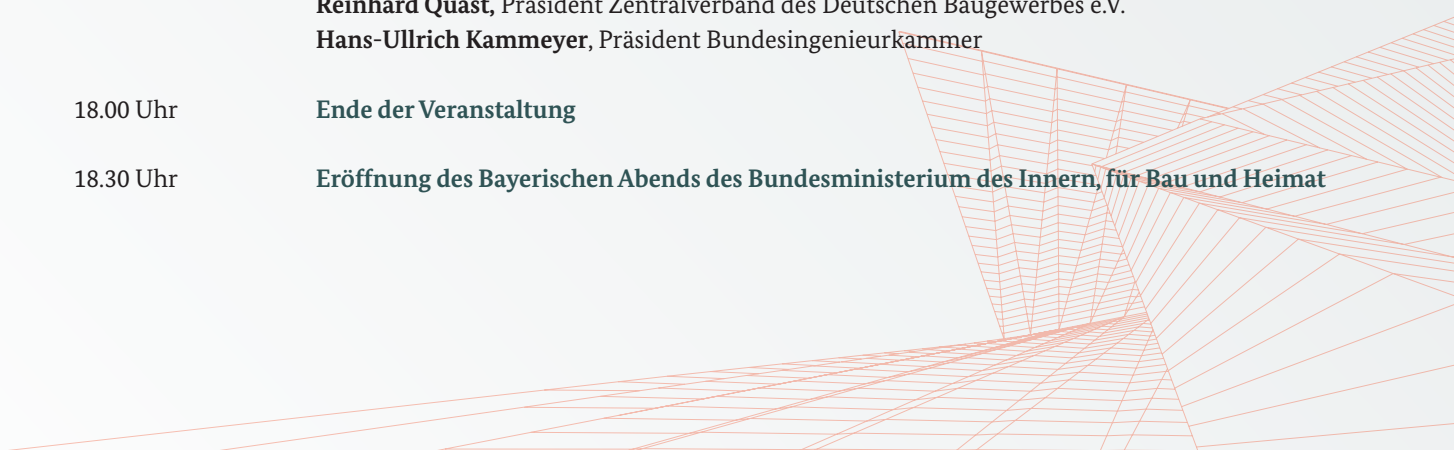 Reinhard Quast, Präsident Zentralverband des Deutschen Baugewerbes e.V.
Hans-Ullrich Kammeyer, Präsident Bundesingenieurkammer
18.00 Uhr Ende der Veranstaltung
18.30 Uhr Eröffnung des Bayerischen Abends des Bundesministerium des Innern, für Bau und Heimat